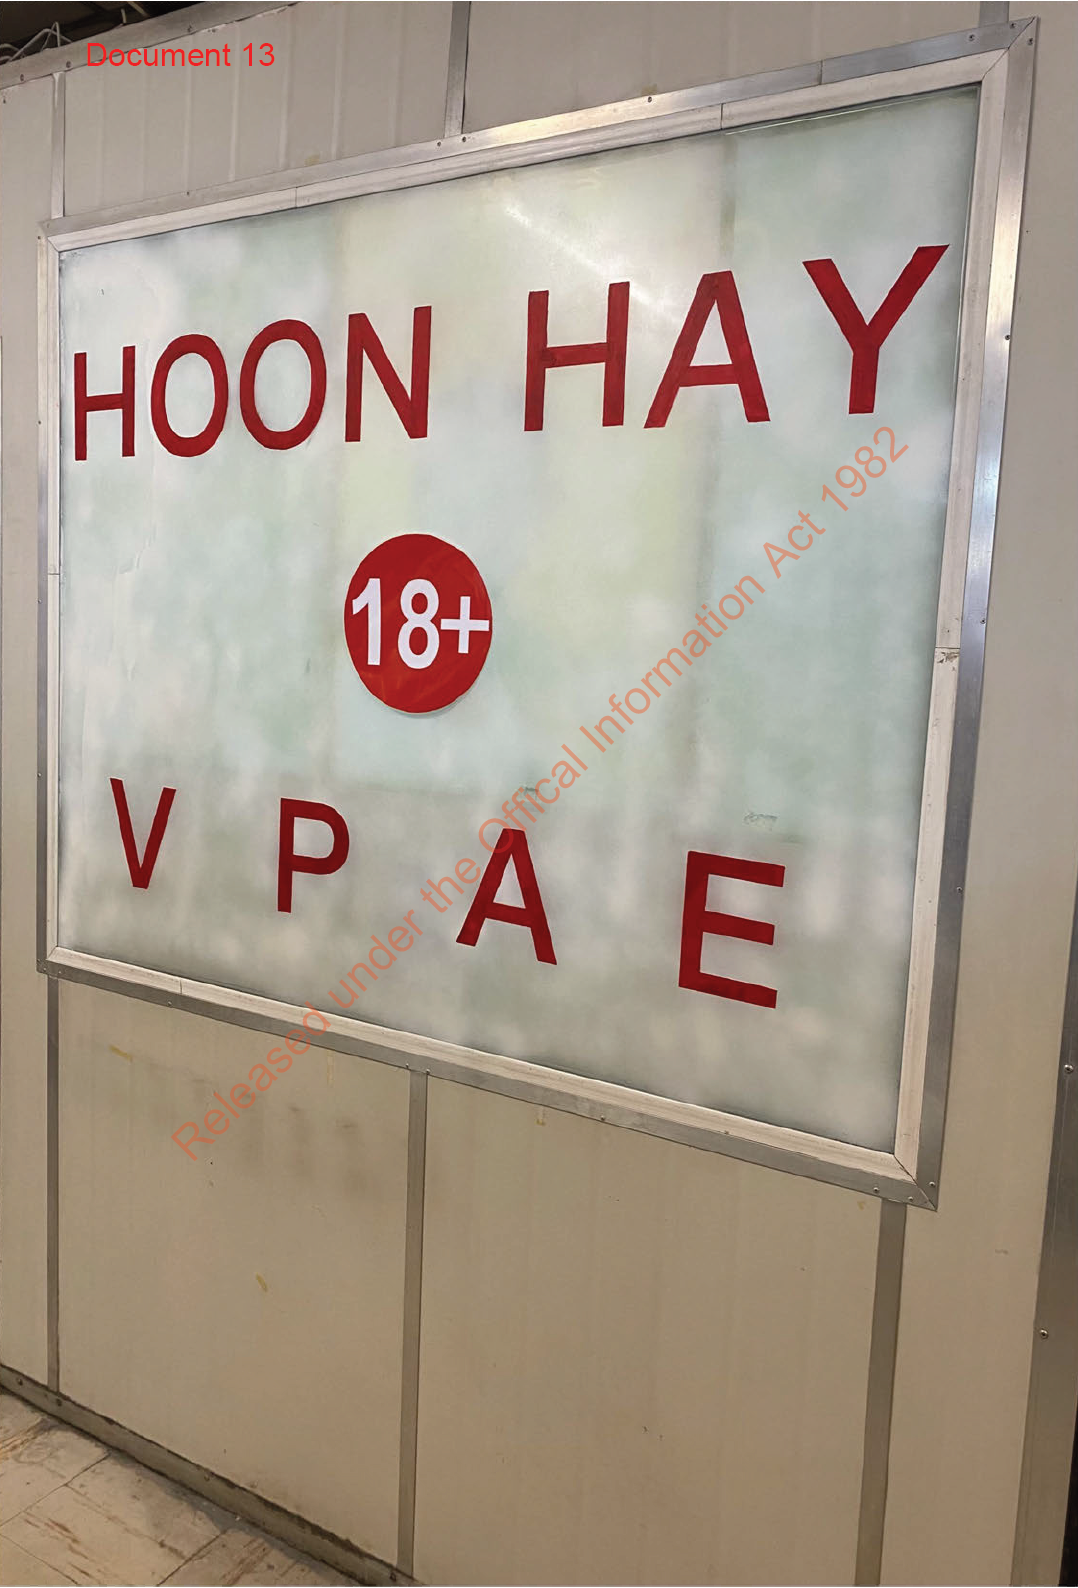 Document 13
HOON HAY
18+
V P A E
Released under the Offical Information Act 1982